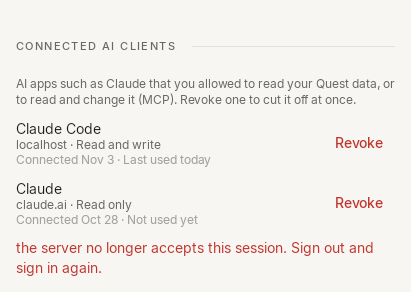 CONNECTED AI CLIENTS
AI apps such as Claude that you allowed to read your Quest data, or
to read and change it (MCP). Revoke one to cut it off at once.
Claude Code
localhost · Read and write
Connected Nov 3 · Last used today
Revoke
Claude
claude.ai · Read only
Connected Oct 28 · Not used yet
Revoke
the server no longer accepts this session. Sign out and
sign in again.